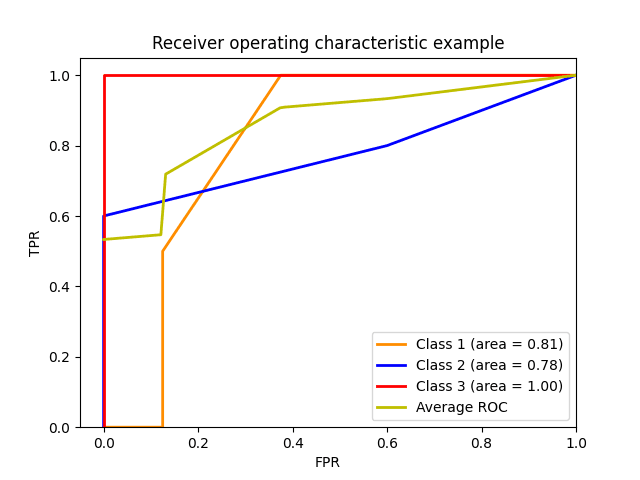 Receiver operating characteristic example
TPR
1.0
0.8
0.6
0.4
0.2
0.0
Class 1 (area = 0.81)
Class 2 (area = 0.78)
Class 3 (area = 1.00)
Average ROC
0.0 0.2 0.4 0.6 0.8 1.0
FPR